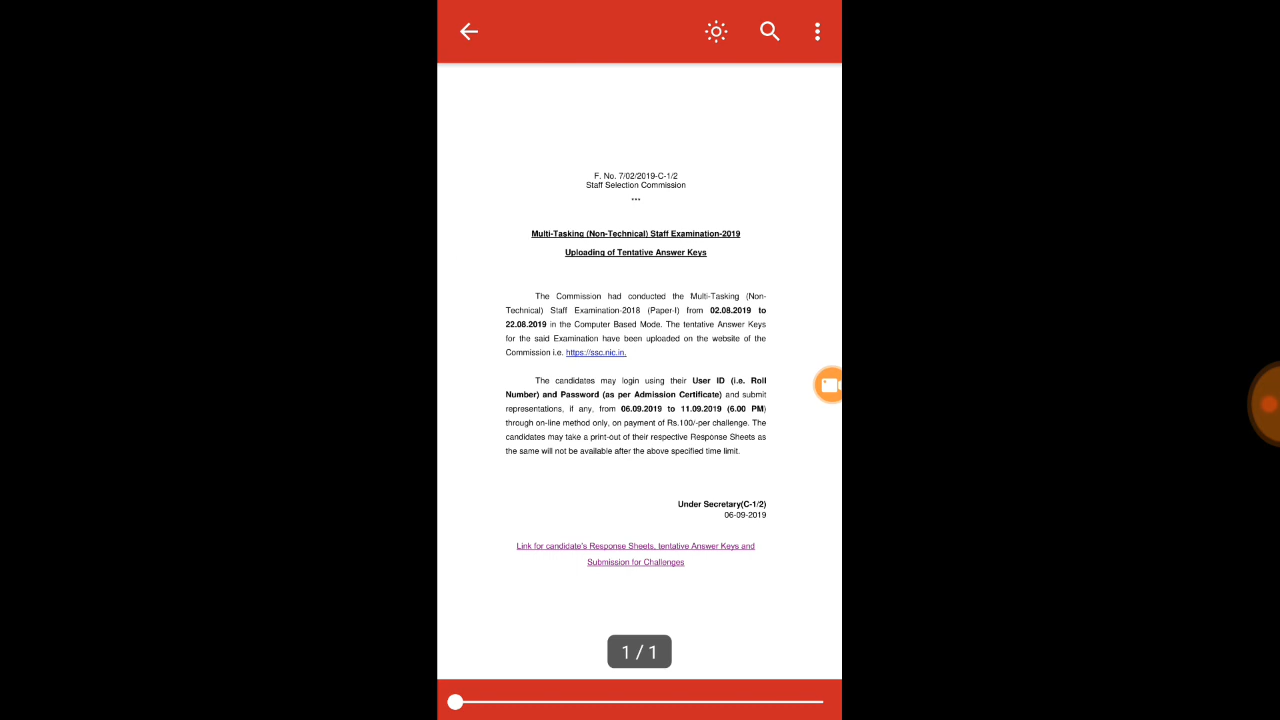 F. No. 7/02/2019-C-1/2
Staff Selection Commission
***
Multi-Tasking (Non-Technical) Staff Examination-2019
Uploading of Tentative Answer Keys
The Commission had conducted the Multi-Tasking (Non-
Technical) Staff Examination-2018 (Paper-I) from 02.08.2019 to
22.08.2019 in the Computer Based Mode. The tentative Answer Keys
for the said Examination have been uploaded on the website of the
Commission i.e. https://ssc.nic.in.
The candidates may login using their User ID (i.e. Roll
Number) and Password (as per Admission Certificate) and submit
representations, if any, from 06.09.2019 to 11.09.2019 (6.00 PM)
through on-line method only, on payment of Rs.100/-per challenge. The
candidates may take a print-out of their respective Response Sheets as
the same will not be available after the above specified time limit.
Under Secretary(C-1/2)
06-09-2019
Link for candidate's Response Sheets, tentative Answer Keys and
Submission for Challenges
1 / 1